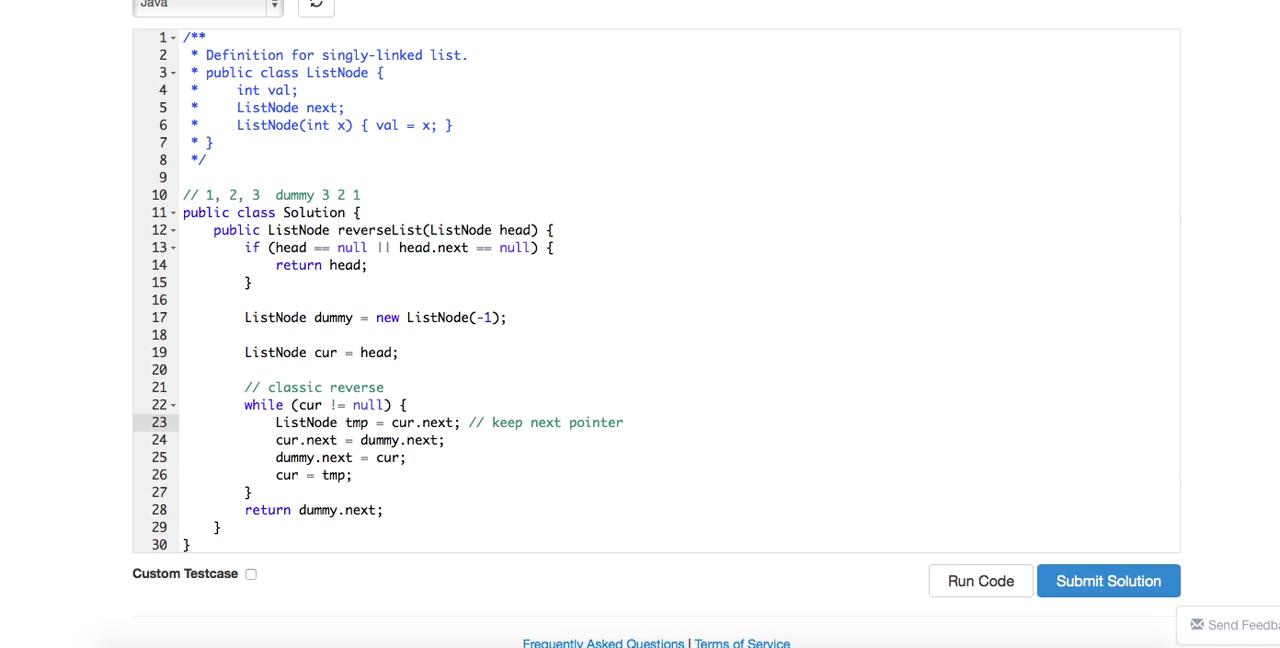 Java
1 /**
2  * Definition for singly-linked list.
3  * public class ListNode {
4  *     int val;
5  *     ListNode next;
6  *     ListNode(int x) { val = x; }
7  * }
8  */
9
10 // 1, 2, 3  dummy 3 2 1
11 public class Solution {
12     public ListNode reverseList(ListNode head) {
13         if (head == null || head.next == null) {
14             return head;
15         }
16
17         ListNode dummy = new ListNode(-1);
18
19         ListNode cur = head;
20
21         // classic reverse
22         while (cur != null) {
23             ListNode tmp = cur.next; // keep next pointer
24             cur.next = dummy.next;
25             dummy.next = cur;
26             cur = tmp;
27         }
28         return dummy.next;
29     }
30 }
Custom Testcase
Run Code
Submit Solution
Send Feedba
Frequently Asked Questions | Terms of Service